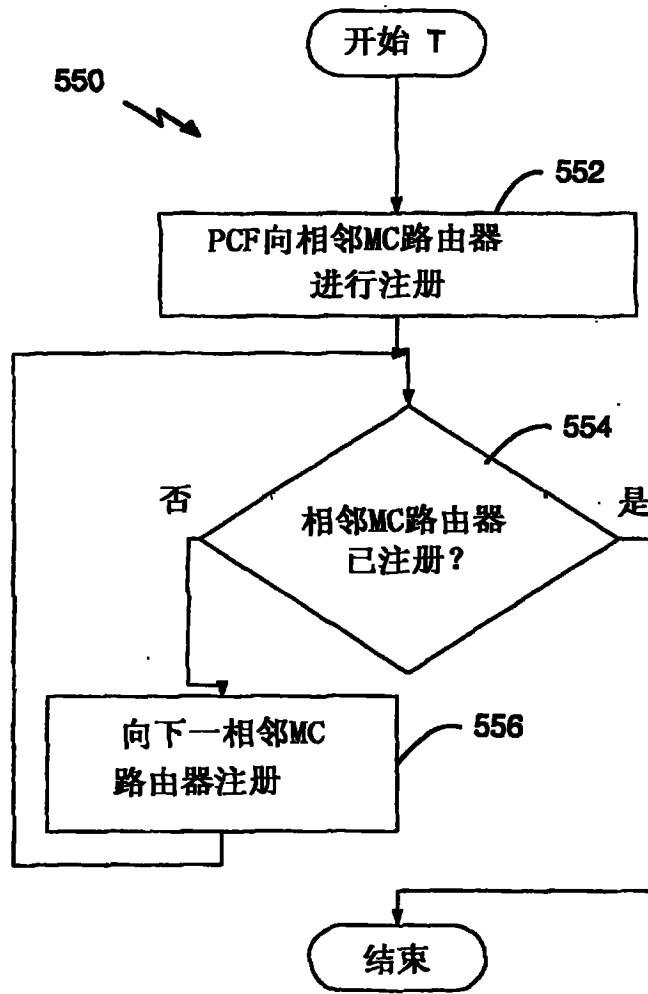 开始 T
550
552
PCF向相邻MC路由器
进行注册
554
否
是
相邻MC路由器
已注册?
向下一相邻MC
路由器注册
556
结束